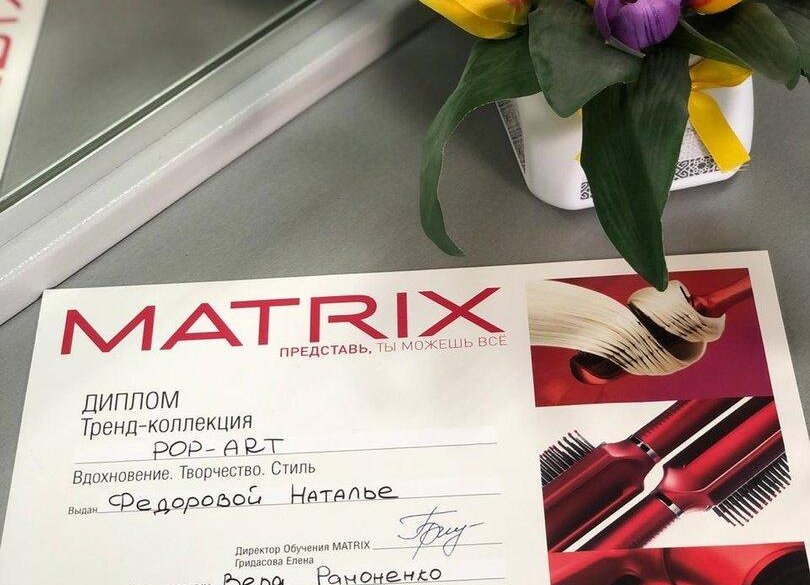 MATRIX
ПРЕДСТАВЬ, ТЫ МОЖЕШЬ ВСЁ
ДИПЛОМ
Тренд-коллекция
POP-ART
Вдохновение. Творчество. Стиль
Выдан Федоровой Наталье
Директор Обучения MATRIX
Гридасова Елена
Вера Рамоненко